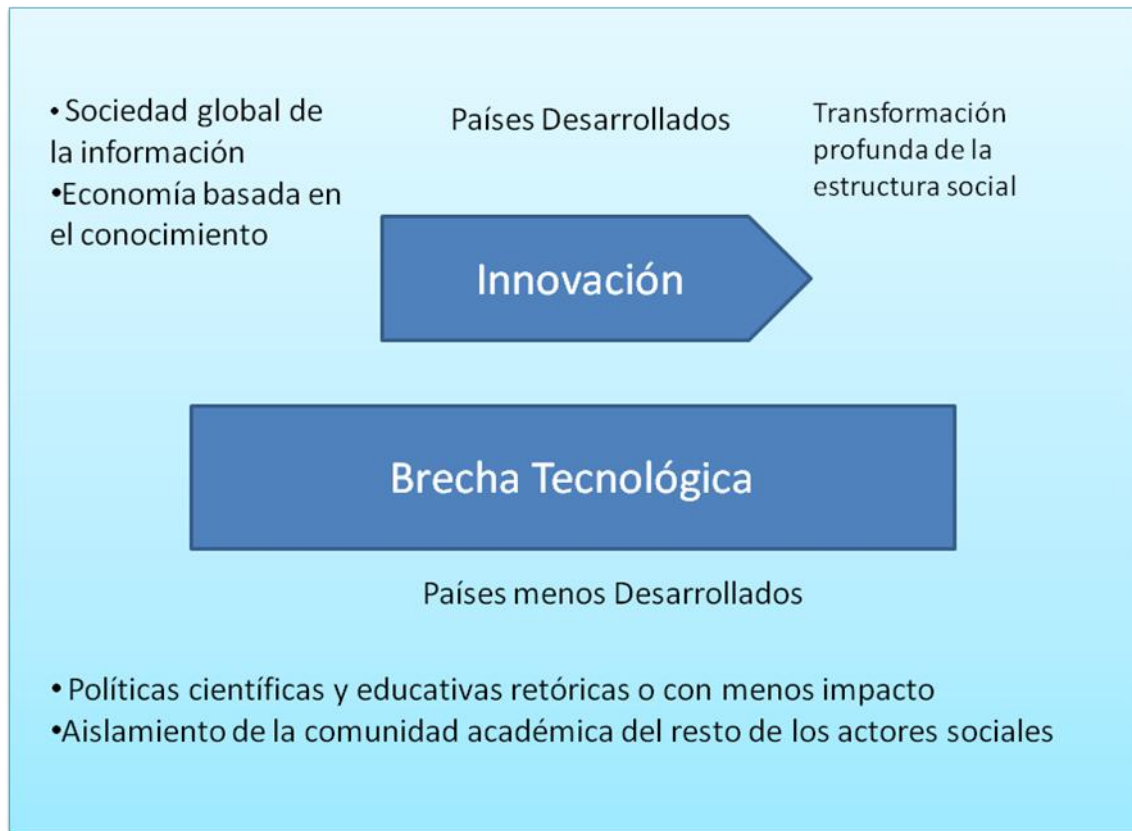 • Sociedad global de
la información
•Economía basada en
el conocimiento
Países Desarrollados
Transformación
profunda de la
estructura social
Innovación
Brecha Tecnológica
Países menos Desarrollados
• Políticas científicas y educativas retóricas o con menos impacto
•Aislamiento de la comunidad académica del resto de los actores sociales